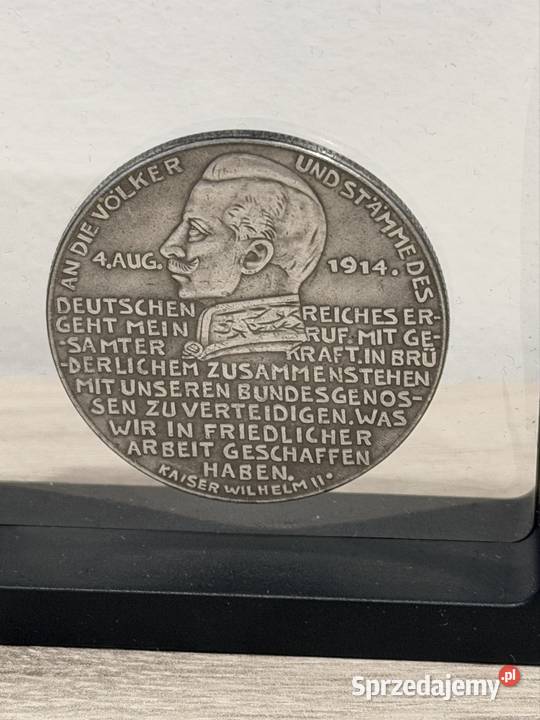 AN DIE VÖLKER UND STÄMME DES
4. AUG. 1914.
DEUTSCHEN REICHES ER-
GEHT MEIN RUF. MIT GE-
SAMTER KRAFT. IN BRÜ
-DERLICHEM ZUSAMMENSTEHEN
MIT UNSEREN BUNDESGENOS-
SEN ZU VERTEIDIGEN. WAS
WIR IN FRIEDLICHER
ARBEIT GESCHAFFEN
HABEN.
KAISER WILHELM II.
Sprzedajemy.pl